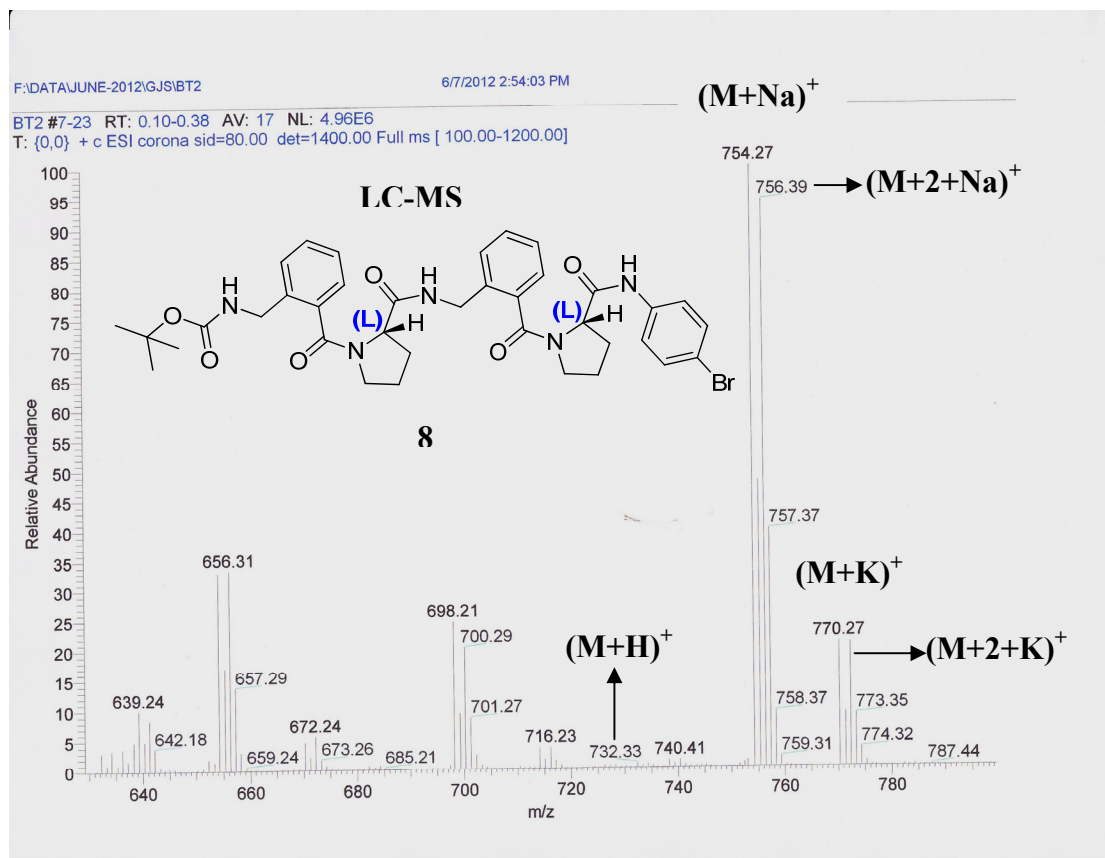 F:\DATA\JUNE-2012\GJS\BT2 6/7/2012 2:54:03 PM
(M+Na)+
BT2 #7-23 RT: 0.10-0.38 AV: 17 NL: 4.96E6
T: {0,0} + c ESI corona sid=80.00 det=1400.00 Full ms [ 100.00-1200.00]
754.27
756.39
(M+2+Na)+
LC-MS
O
H
N
O
O
N
H
O
N
(L)
H
O
H
N
O
N
(L)
H
O
H
N
Br
8
757.37
(M+K)+
656.31
698.21
700.29
(M+H)+
770.27
(M+2+K)+
657.29
639.24
701.27
758.37
773.35
642.18
672.24
716.23
659.24
673.26
685.21
732.33
740.41
759.31
774.32
787.44
100
95
90
85
80
75
70
65
60
55
50
45
40
35
30
25
20
15
10
5
0
Relative Abundance
640
660
680
700
720
740
760
780
m/z